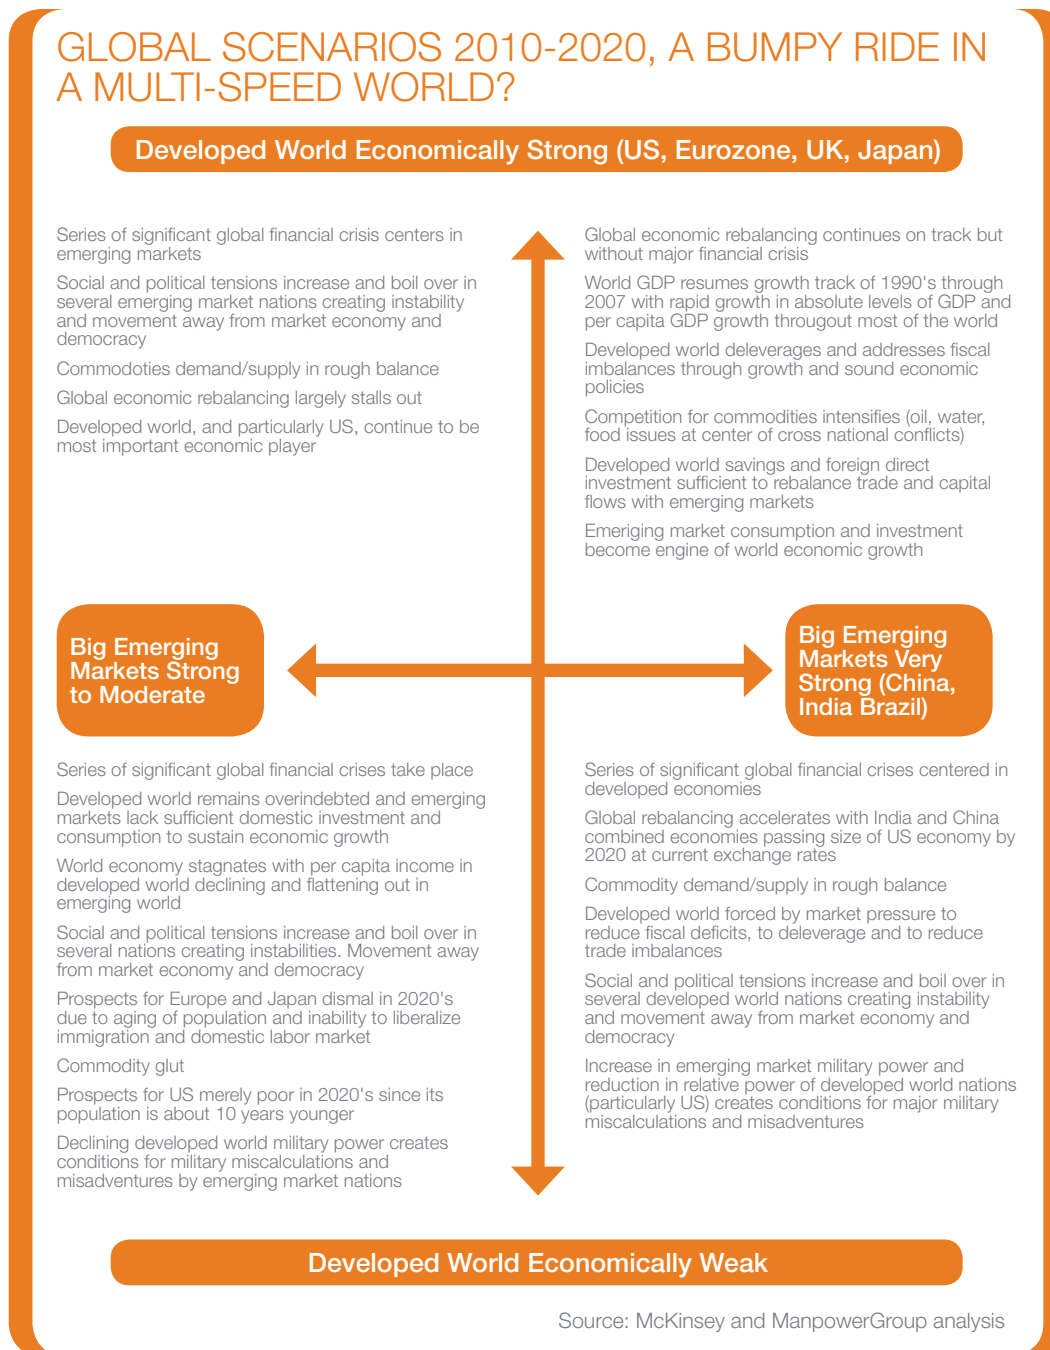 GLOBAL SCENARIOS 2010-2020, A BUMPY RIDE IN
A MULTI-SPEED WORLD?
Developed World Economically Strong (US, Eurozone, UK, Japan)
Series of significant global financial crisis centers in
emerging markets
Social and political tensions increase and boil over in
several emerging market nations creating instability
and movement away from market economy and
democracy
Commodoties demand/supply in rough balance
Global economic rebalancing largely stalls out
Developed world, and particularly US, continue to be
most important economic player
Global economic rebalancing continues on track but
without major financial crisis
World GDP resumes growth track of 1990's through
2007 with rapid growth in absolute levels of GDP and
per capita GDP growth througout most of the world
Developed world deleverages and addresses fiscal
imbalances through growth and sound economic
policies
Competition for commodities intensifies (oil, water,
food issues at center of cross national conflicts)
Developed world savings and foreign direct
investment sufficient to rebalance trade and capital
flows with emerging markets
Emeriging market consumption and investment
become engine of world economic growth
Big Emerging
Markets Strong
to Moderate
Big Emerging
Markets Very
Strong (China,
India Brazil)
Series of significant global financial crises take place
Developed world remains overindebted and emerging
markets lack sufficient domestic investment and
consumption to sustain economic growth
World economy stagnates with per capita income in
developed world declining and flattening out in
emerging world
Social and political tensions increase and boil over in
several nations creating instabilities. Movement away
from market economy and democracy
Prospects for Europe and Japan dismal in 2020's
due to aging of population and inability to liberalize
immigration and domestic labor market
Commodity glut
Prospects for US merely poor in 2020's since its
population is about 10 years younger
Declining developed world military power creates
conditions for military miscalculations and
misadventures by emerging market nations
Series of significant global financial crises centered in
developed economies
Global rebalancing accelerates with India and China
combined economies passing size of US economy by
2020 at current exchange rates
Commodity demand/supply in rough balance
Developed world forced by market pressure to
reduce fiscal deficits, to deleverage and to reduce
trade imbalances
Social and political tensions increase and boil over in
several developed world nations creating instability
and movement away from market economy and
democracy
Increase in emerging market military power and
reduction in relative power of developed world nations
(particularly US) creates conditions for major military
miscalculations and misadventures
Developed World Economically Weak
Source: McKinsey and ManpowerGroup analysis